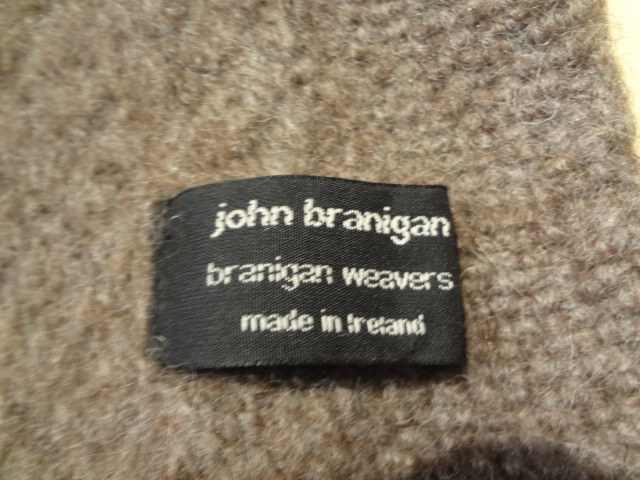 john branigan
branigan weavers
made in Ireland